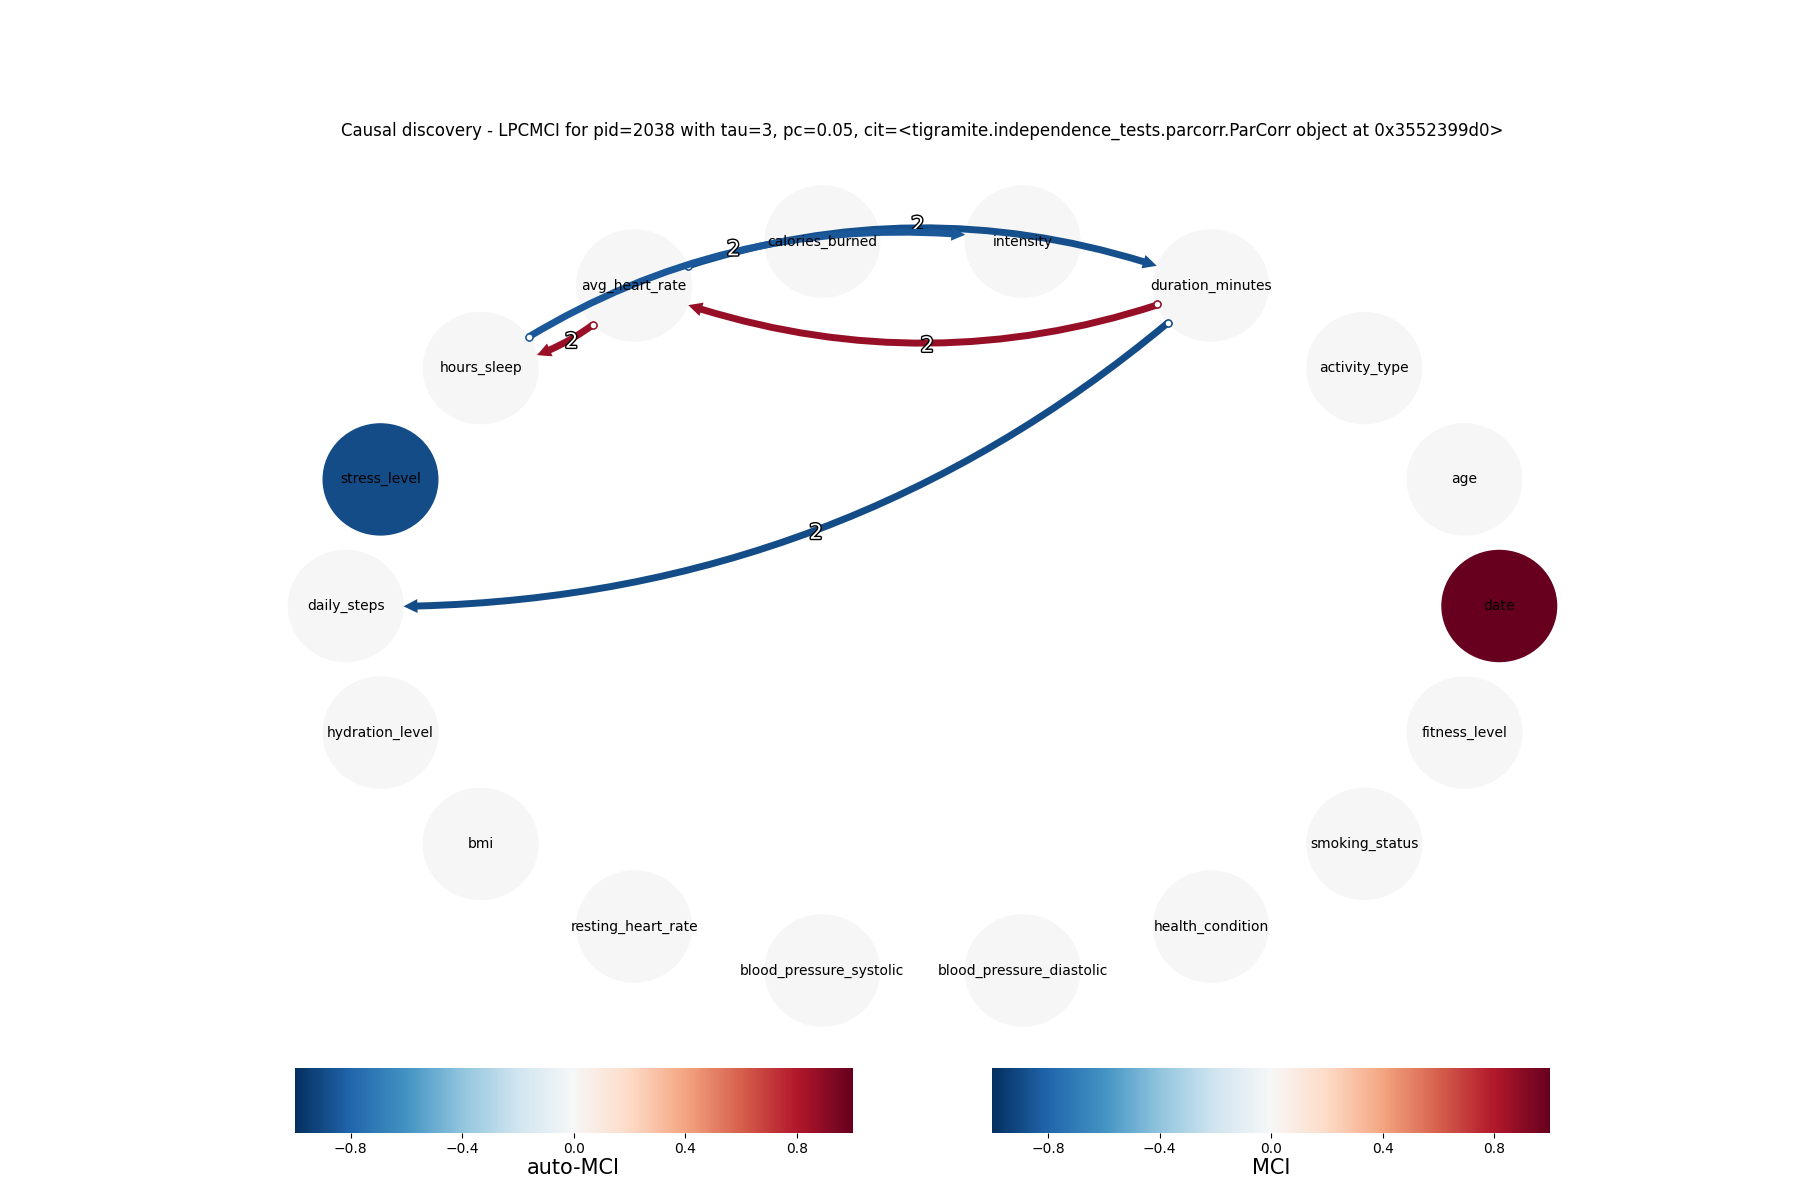 Causal discovery - LPCMCI for pid=2038 with tau=3, pc=0.05, cit=<tigramite.independence_tests.parcorr.ParCorr object at 0x3552399d0>
2
2
calories_burned
intensity
avg_heart_rate
duration_minutes
2
2
hours_sleep
activity_type
stress_level
age
2
daily_steps
date
hydration_level
fitness_level
bmi
smoking_status
resting_heart_rate
health_condition
blood_pressure_systolic
blood_pressure_diastolic
−0.8 −0.4 0.0 0.4 0.8
auto-MCI
−0.8 −0.4 0.0 0.4 0.8
MCI